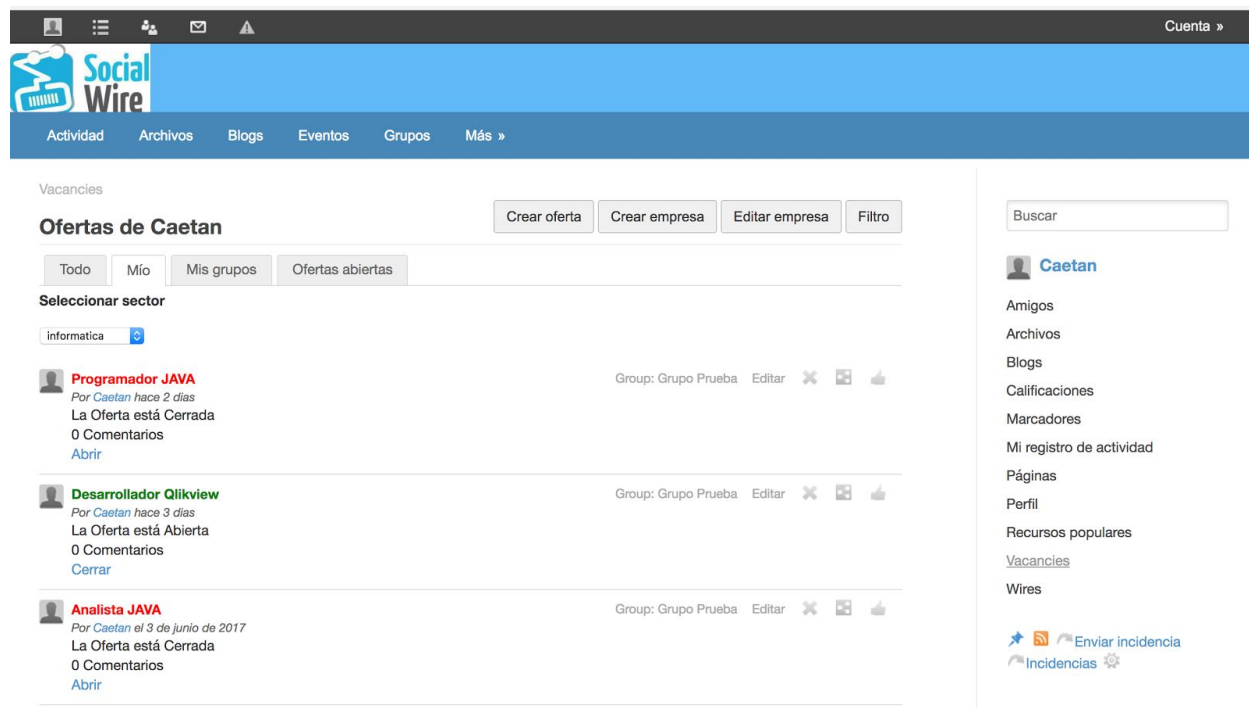 Cuenta »
Social
Wire
Actividad Archivos Blogs Eventos Grupos Más »
Vacancies
Ofertas de Caetan
Crear oferta Crear empresa Editar empresa Filtro
Todo Mío Mis grupos Ofertas abiertas
Seleccionar sector
informatica
Programador JAVA
Group: Grupo Prueba Editar
Por Caetan hace 2 dias
La Oferta está Cerrada
0 Comentarios
Abrir
Desarrollador Qlikview
Group: Grupo Prueba Editar
Por Caetan hace 3 dias
La Oferta está Abierta
0 Comentarios
Cerrar
Analista JAVA
Group: Grupo Prueba Editar
Por Caetan el 3 de junio de 2017
La Oferta está Cerrada
0 Comentarios
Abrir
Buscar
Caetan
Amigos
Archivos
Blogs
Calificaciones
Marcadores
Mi registro de actividad
Páginas
Perfil
Recursos populares
Vacancies
Wires
Enviar incidencia
Incidencias